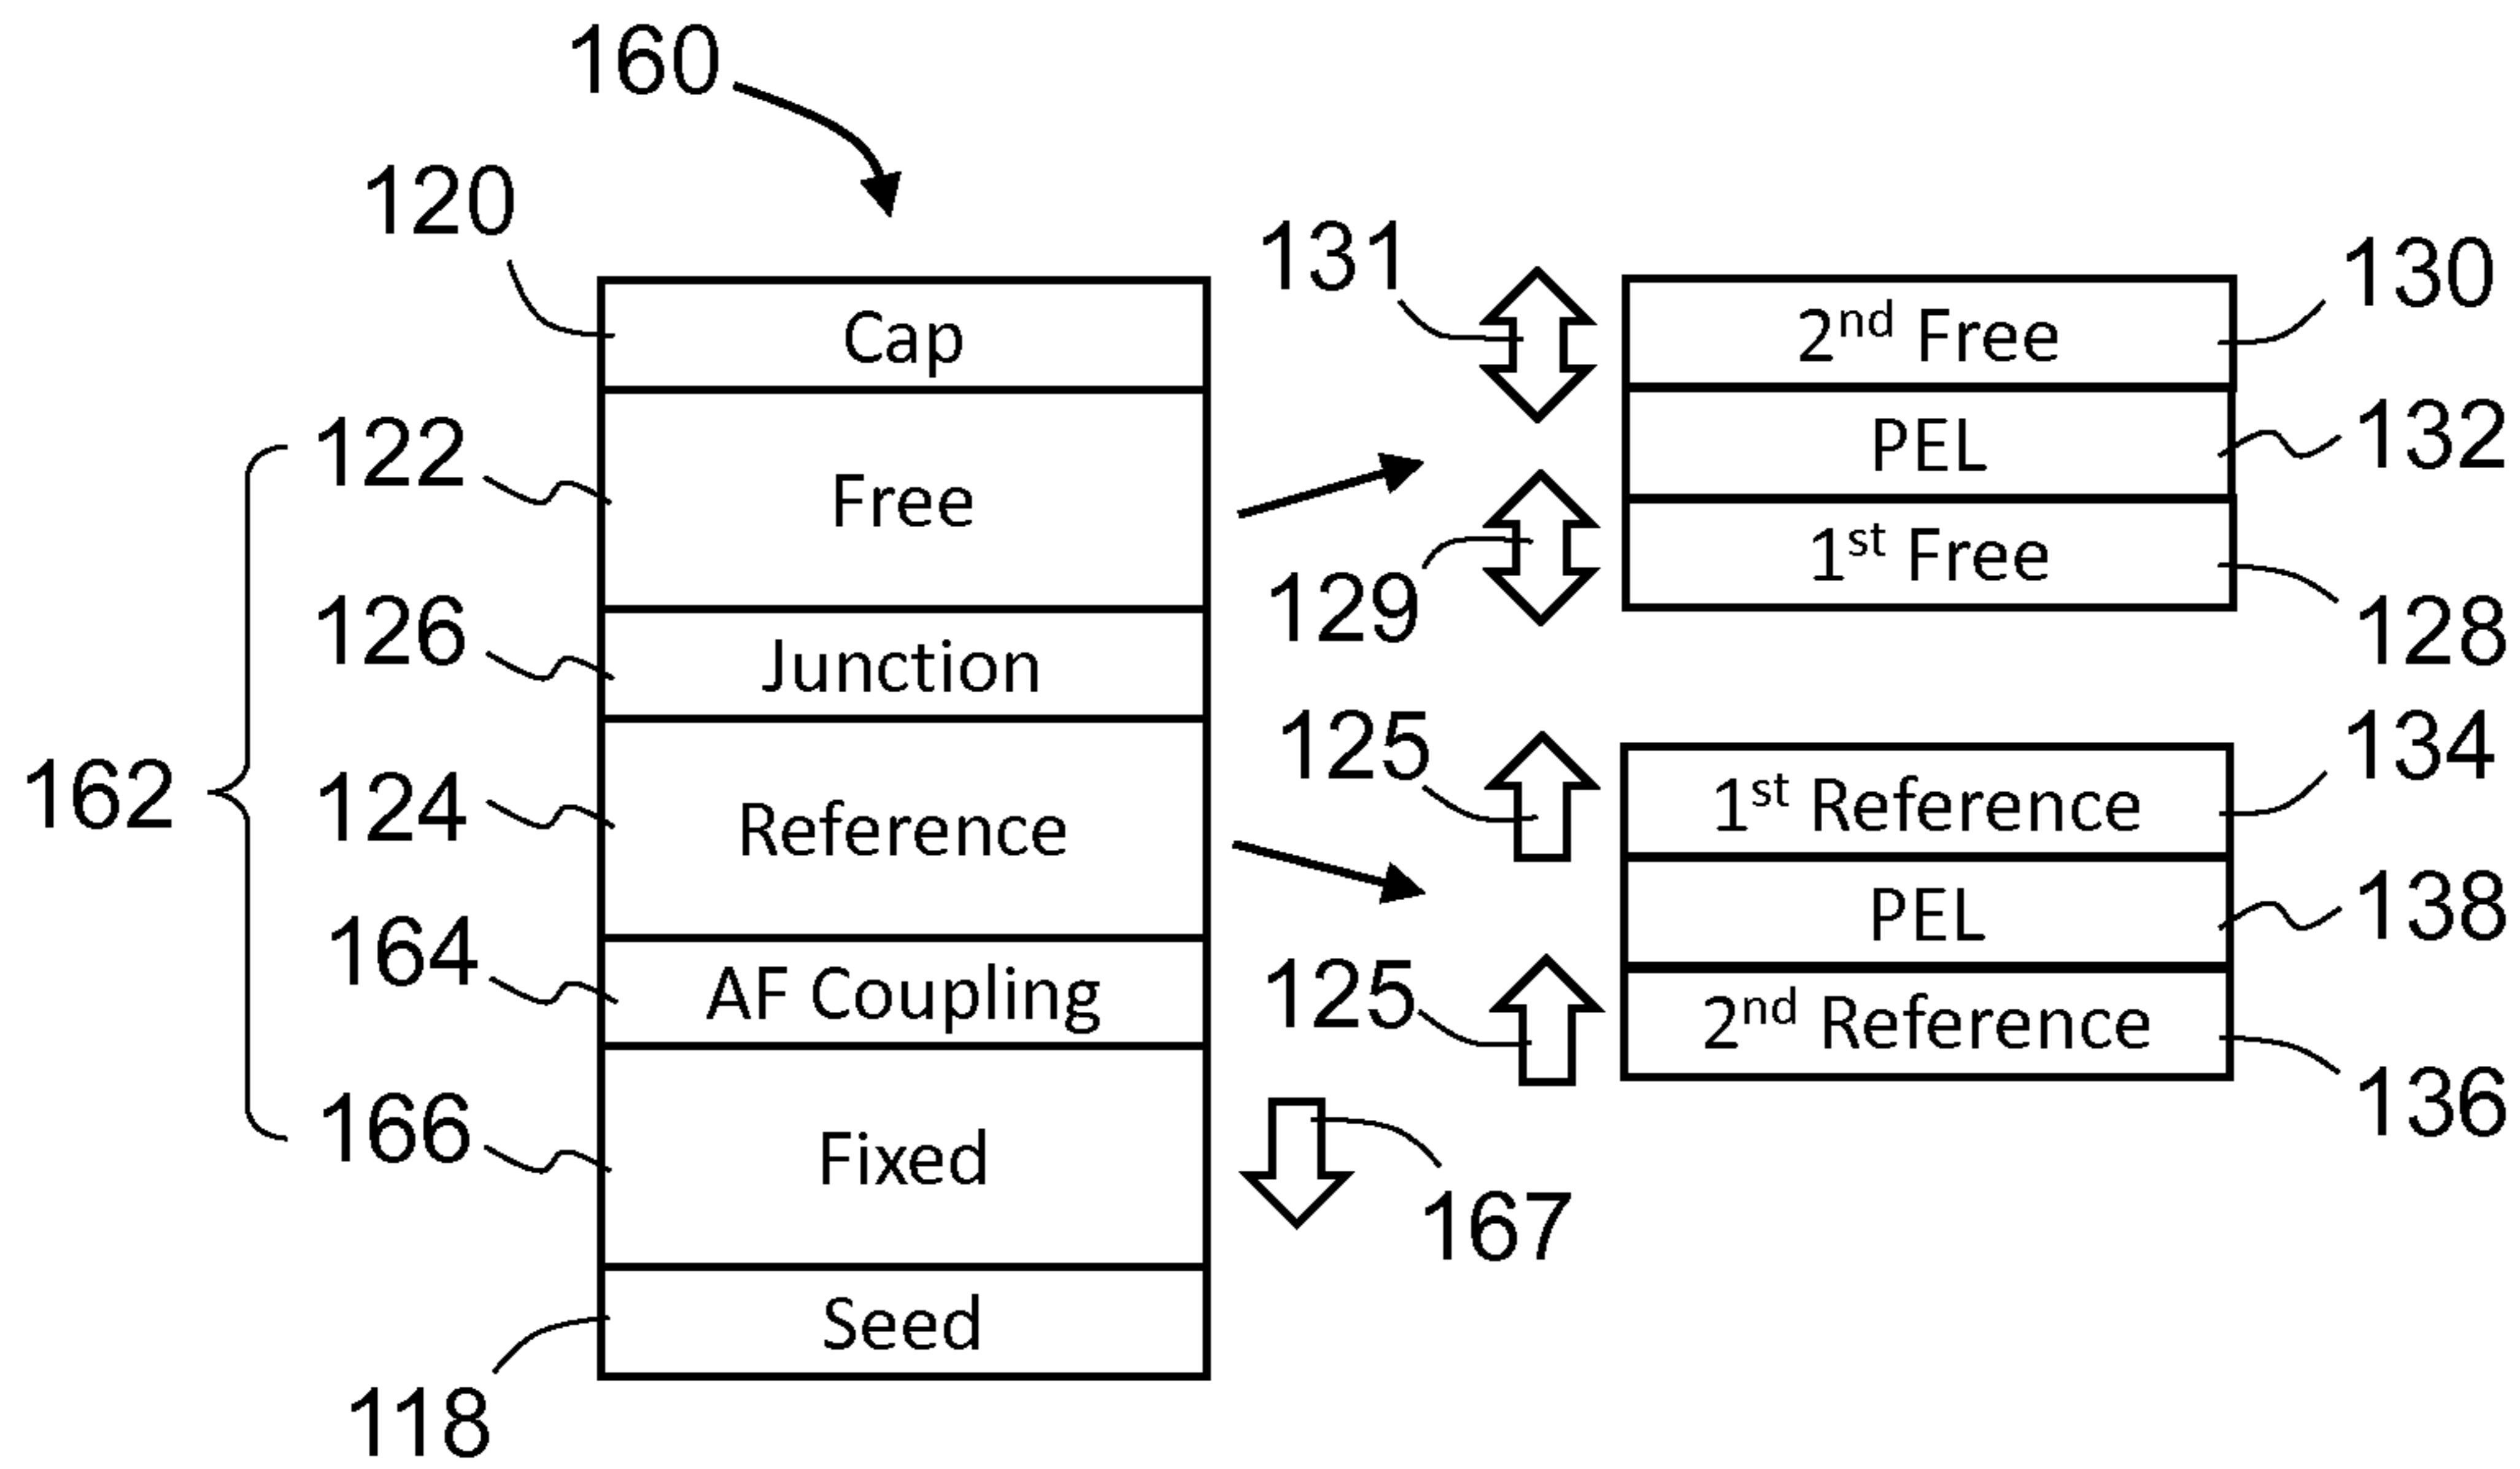 160
120
Cap
131
2nd Free
130
122
Free
PEL
132
129
1st Free
128
126
Junction
162
124
Reference
125
1st Reference
134
PEL
138
164
AF Coupling
125
2nd Reference
136
166
Fixed
167
Seed
118